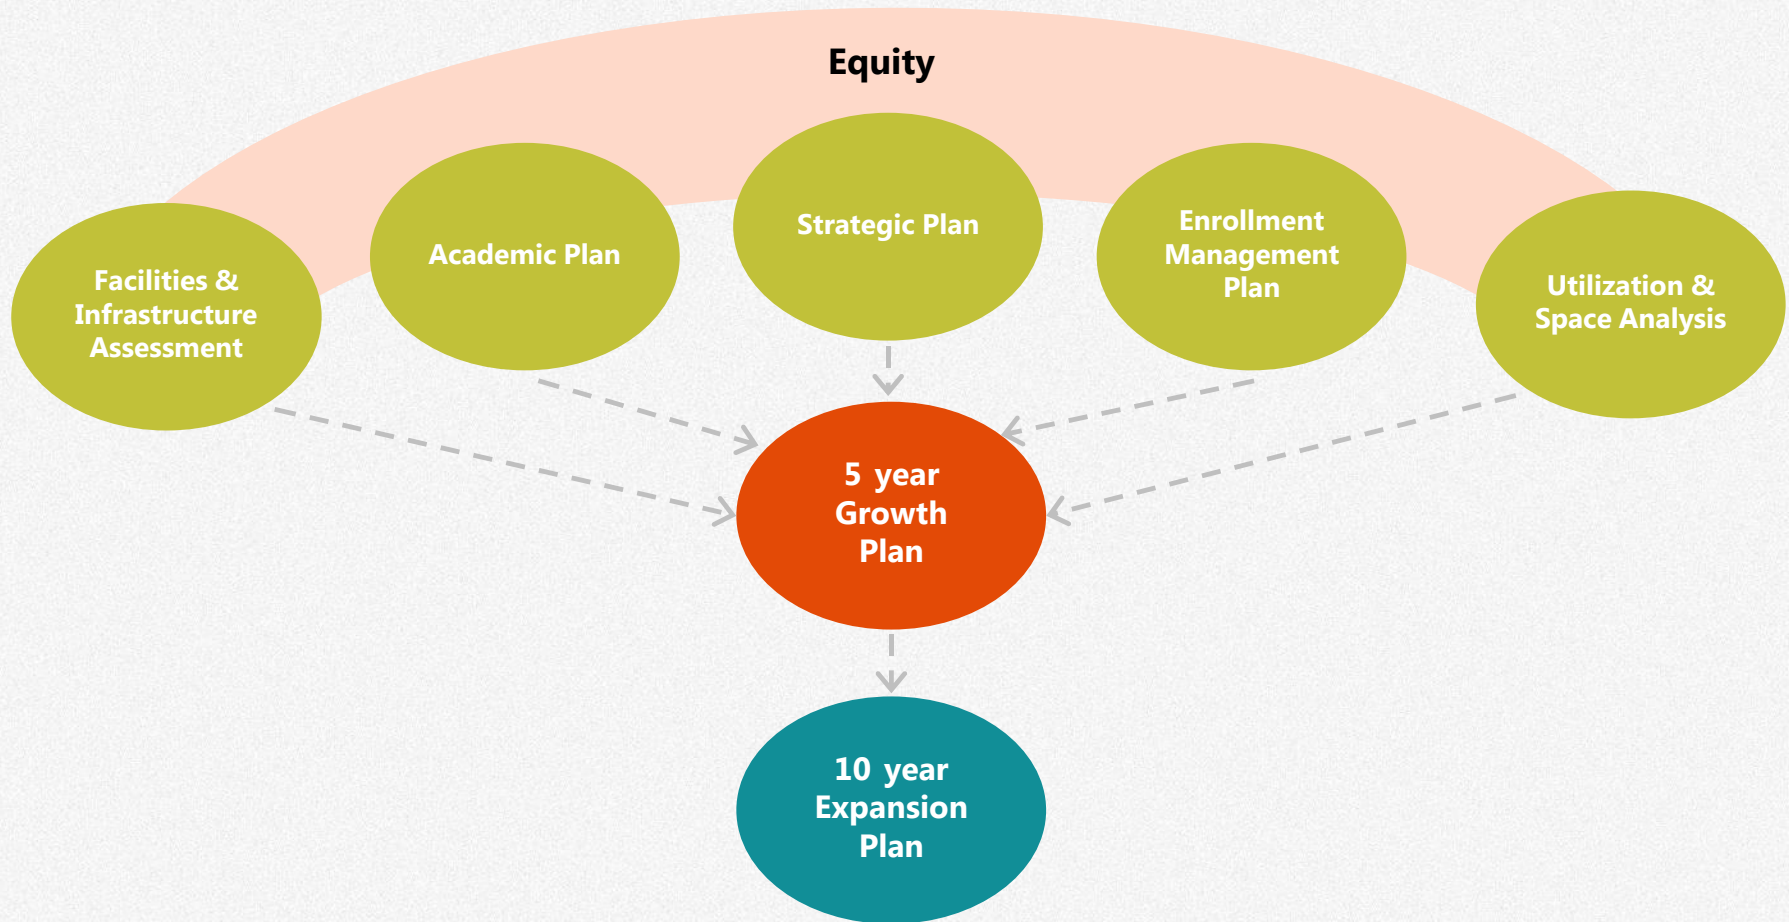 Equity
Facilities &
Infrastructure
Assessment
Academic Plan
Strategic Plan
Enrollment
Management
Plan
Utilization &
Space Analysis
5 year
Growth
Plan
10 year
Expansion
Plan